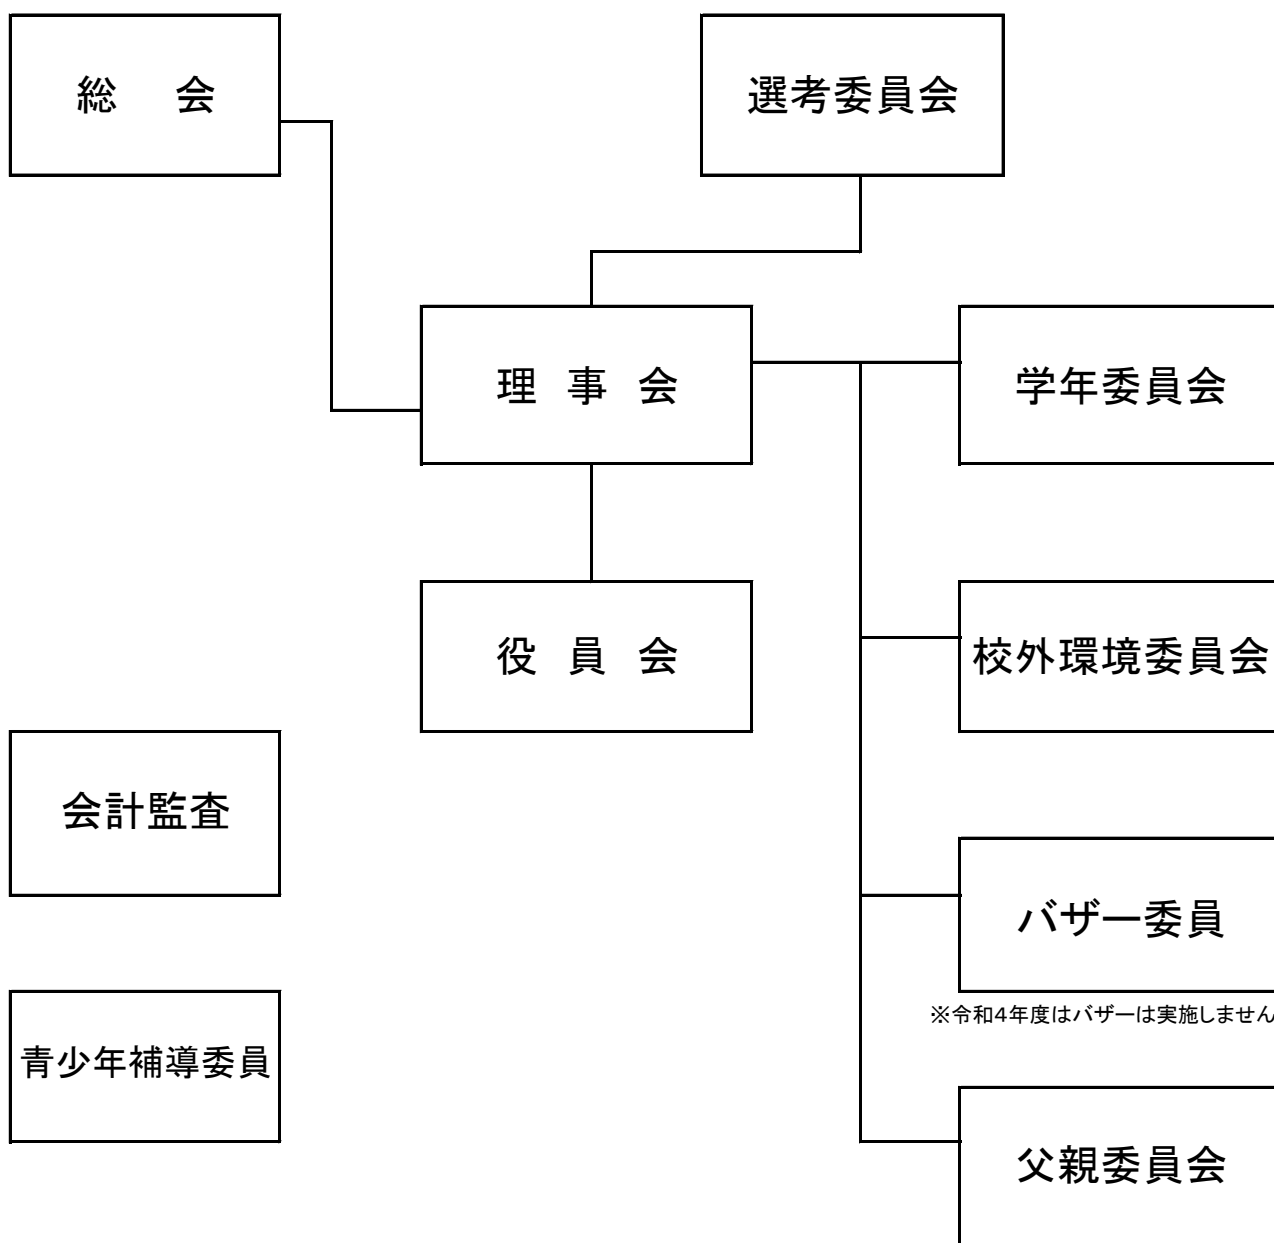 総　会
選考委員会
理 事 会
学年委員会
役 員 会
校外環境委員会
会計監査
バザー委員
※令和4年度はバザーは実施しません
青少年補導委員
父親委員会